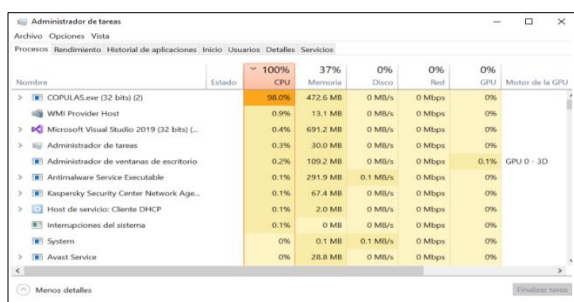 Administrador de tareas
Archivo Opciones Vista
Procesos Rendimiento Historial de aplicaciones Inicio Usuarios Detalles Servicios
100% 37% 0% 0% 0%
Nombre Estado CPU Memoria Disco Red GPU Motor de la GPU
COPULAS.exe (32 bits) (2) 98.0% 472.6 MB 0 MB/s 0 Mbps 0%
WMI Provider Host 0.9% 13.1 MB 0 MB/s 0 Mbps 0%
Microsoft Visual Studio 2019 (32 bits) (... 0.4% 691.2 MB 0 MB/s 0 Mbps 0%
Administrador de tareas 0.3% 30.0 MB 0 MB/s 0 Mbps 0%
Administrador de ventanas de escritorio 0.2% 109.2 MB 0 MB/s 0 Mbps 0.1% GPU 0 - 3D
Antimalware Service Executable 0.1% 291.9 MB 0.1 MB/s 0 Mbps 0%
Kaspersky Security Center Network Age... 0.1% 67.4 MB 0 MB/s 0 Mbps 0%
Host de servicio: Cliente DHCP 0.1% 2.0 MB 0 MB/s 0 Mbps 0%
Interrupciones del sistema 0.1% 0 MB 0 MB/s 0 Mbps 0%
System 0% 0.1 MB 0.1 MB/s 0 Mbps 0%
Avast Service 0% 28.8 MB 0 MB/s 0 Mbps 0%
Menos detalles Finalizar tarea